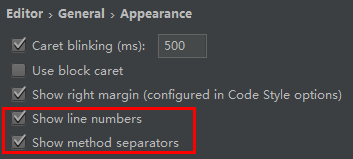 Editor › General › Appearance
Caret blinking (ms): 500
Use block caret
Show right margin (configured in Code Style options)
Show line numbers
Show method separators